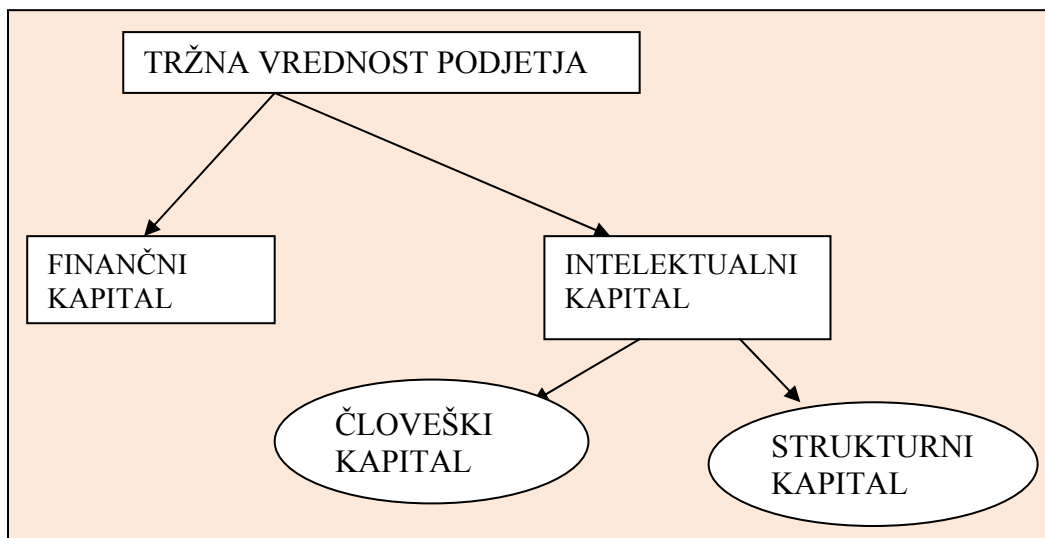 TRŽNA VREDNOST PODJETJA
FINANČNI
KAPITAL
INTELEKTUALNI
KAPITAL
ČLOVEŠKI
KAPITAL
STRUKTURNI
KAPITAL